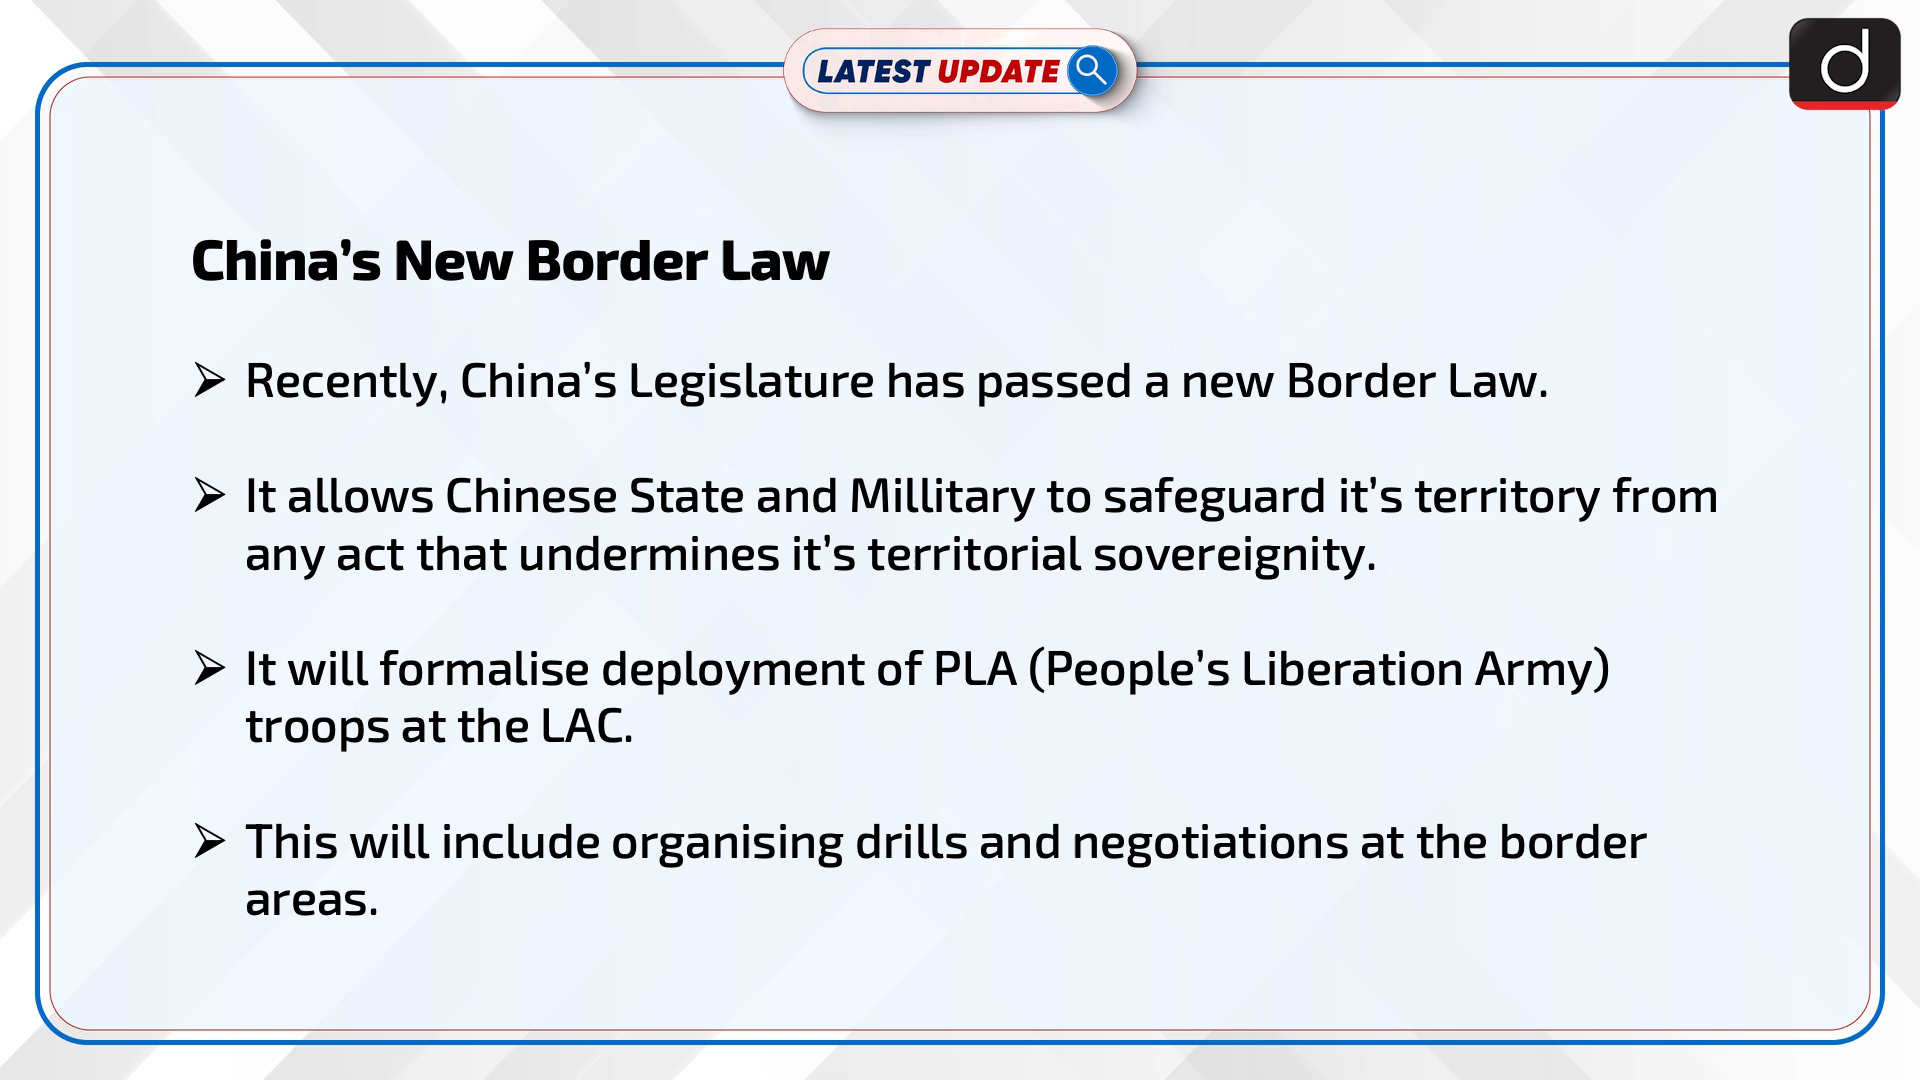 LATEST UPDATE
d
China’s New Border Law
➢ Recently, China’s Legislature has passed a new Border Law.
➢ It allows Chinese State and Millitary to safeguard it’s territory from
any act that undermines it’s territorial sovereignity.
➢ It will formalise deployment of PLA (People’s Liberation Army)
troops at the LAC.
➢ This will include organising drills and negotiations at the border
areas.